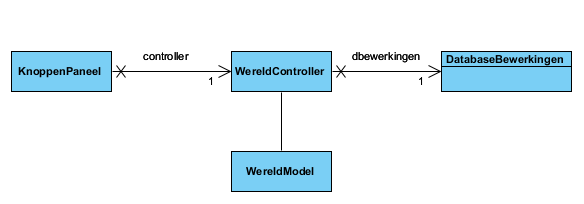 controller
dbewerkingen
KnoppenPaneel
WereldController
DatabaseBewerkingen
1
1
WereldModel